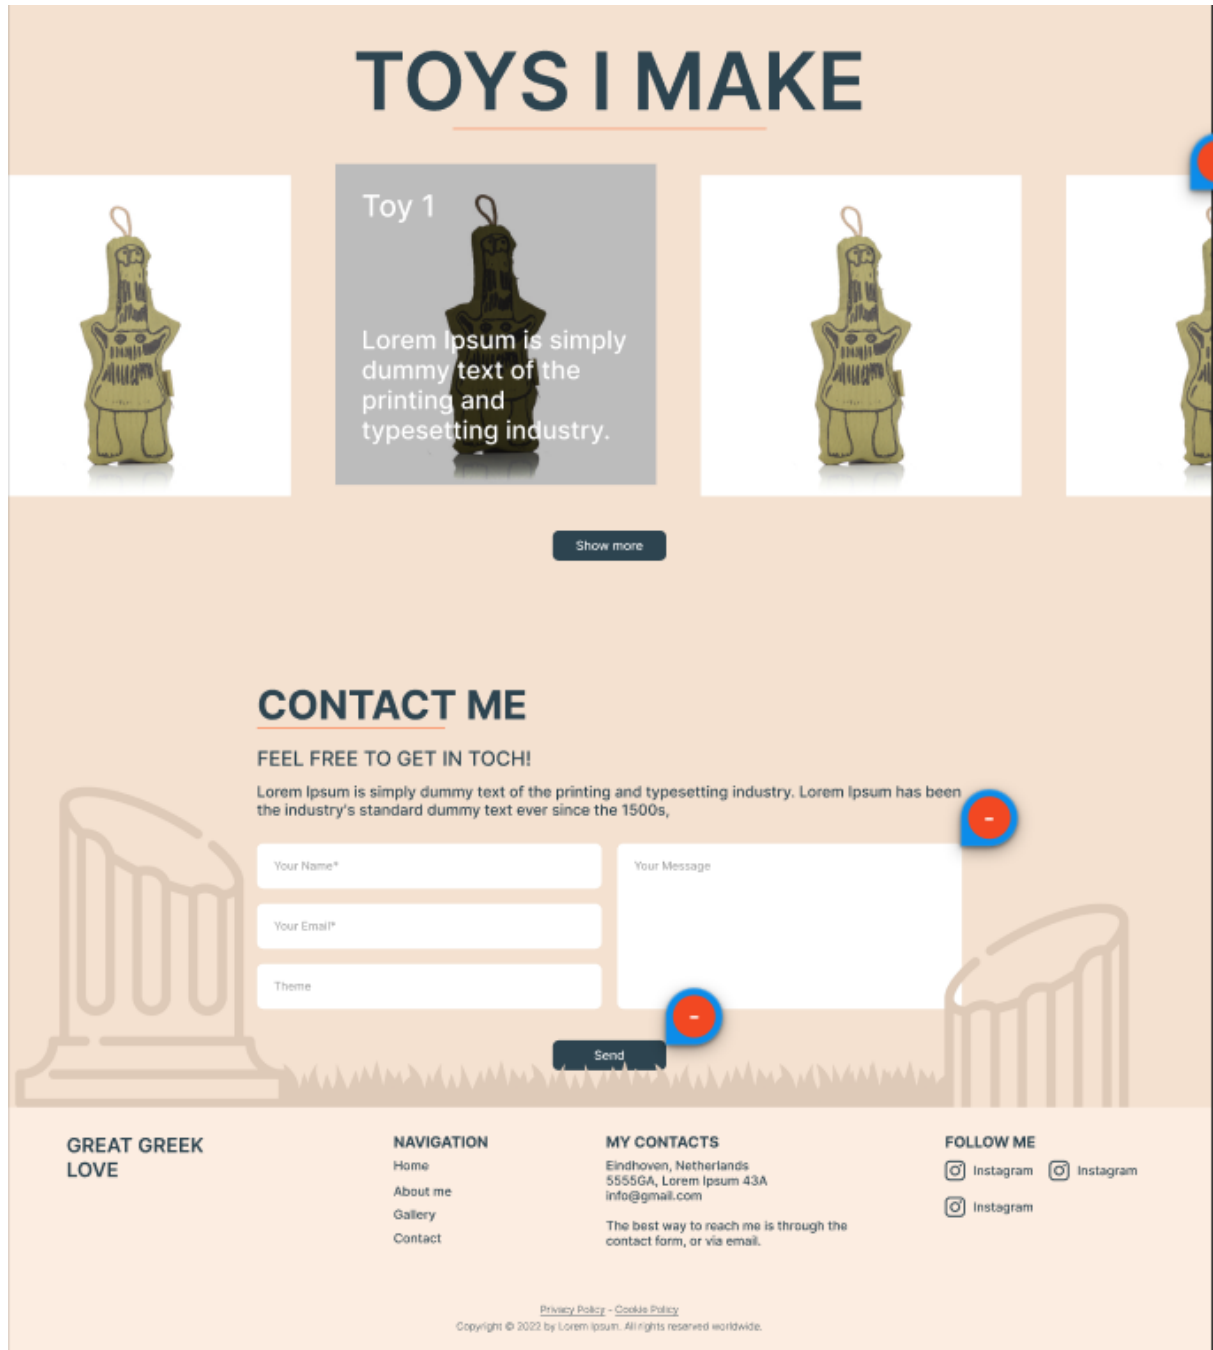 TOYS I MAKE
Toy 1
Lorem Ipsum is simply
dummy text of the
printing and
typesetting industry.
Show more
CONTACT ME
FEEL FREE TO GET IN TOCH!
Lorem Ipsum is simply dummy text of the printing and typesetting industry. Lorem Ipsum has been
the industry's standard dummy text ever since the 1500s,
Your Name*
Your Email*
Theme
Your Message
-
-
Send
GREAT GREEK
LOVE
NAVIGATION
Home
About me
Gallery
Contact
MY CONTACTS
Eindhoven, Netherlands
5555GA, Lorem Ipsum 43A
info@gmail.com
The best way to reach me is through the
contact form, or via email.
FOLLOW ME
Instagram
Instagram
Instagram
Privacy Policy - Cookie Policy
Copyright © 2022 by Lorem Ipsum. All rights reserved worldwide.